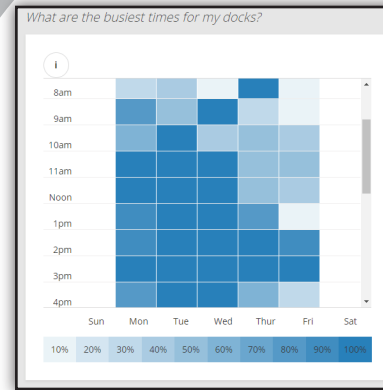 What are the busiest times for my docks?
i
8am
9am
10am
11am
Noon
1pm
2pm
3pm
4pm
Sun Mon Tue Wed Thur Fri Sat
10% 20% 30% 40% 50% 60% 70% 80% 90% 100%